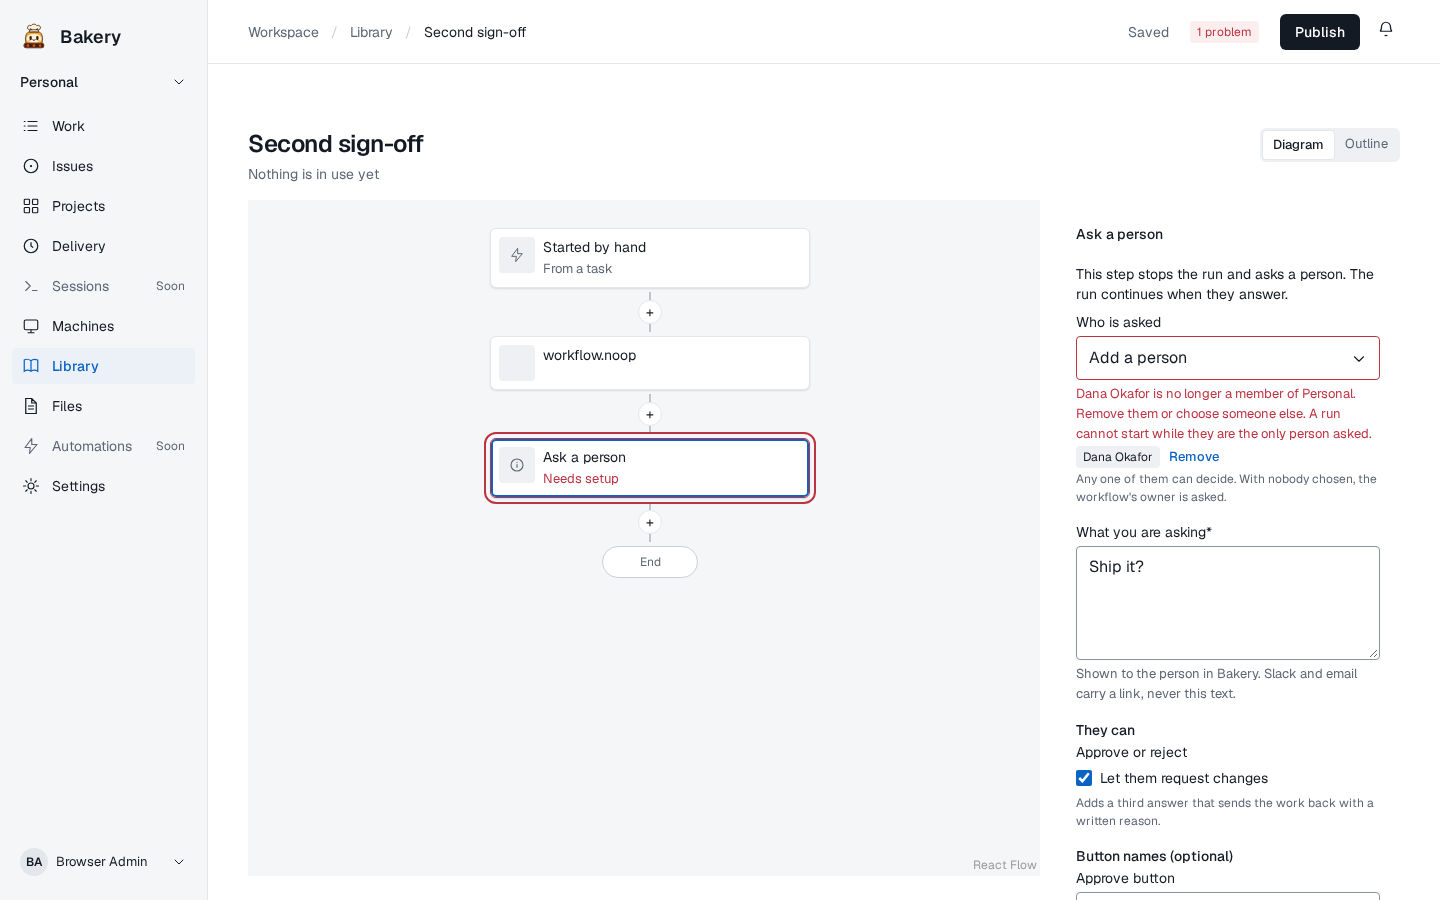 Bakery
Workspace / Library / Second sign-off
Saved
1 problem
Publish
Personal
Work
Issues
Projects
Delivery
Sessions Soon
Machines
Library
Files
Automations Soon
Settings
BA Browser Admin
Second sign-off
Nothing is in use yet
Diagram
Outline
Started by hand
From a task
+
workflow.noop
+
Ask a person
Needs setup
+
End
React Flow
Ask a person
This step stops the run and asks a person. The
run continues when they answer.
Who is asked
Add a person
Dana Okafor is no longer a member of Personal.
Remove them or choose someone else. A run
cannot start while they are the only person asked.
Dana Okafor Remove
Any one of them can decide. With nobody chosen, the
workflow's owner is asked.
What you are asking*
Ship it?
Shown to the person in Bakery. Slack and email
carry a link, never this text.
They can
Approve or reject
Let them request changes
Adds a third answer that sends the work back with a
written reason.
Button names (optional)
Approve button